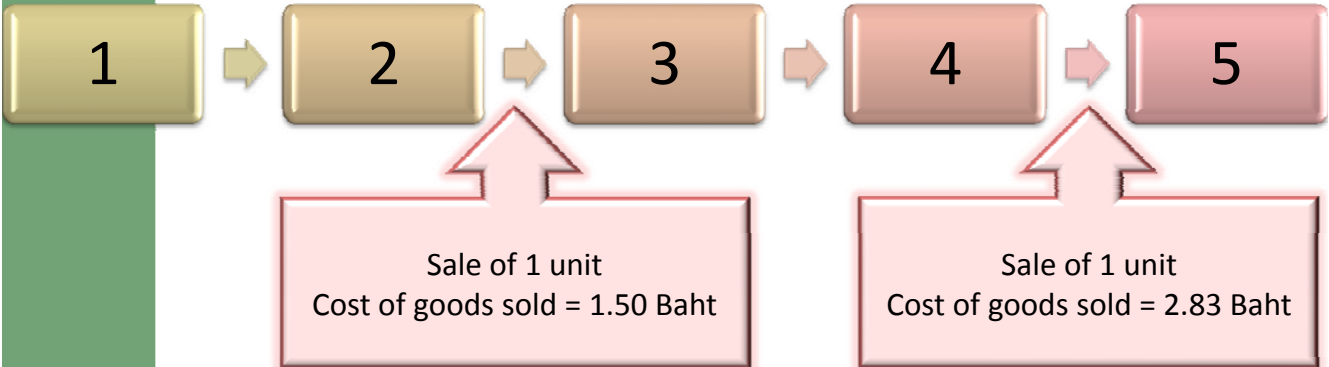 1
2
3
4
5
Sale of 1 unit
Cost of goods sold = 1.50 Baht
Sale of 1 unit
Cost of goods sold = 2.83 Baht